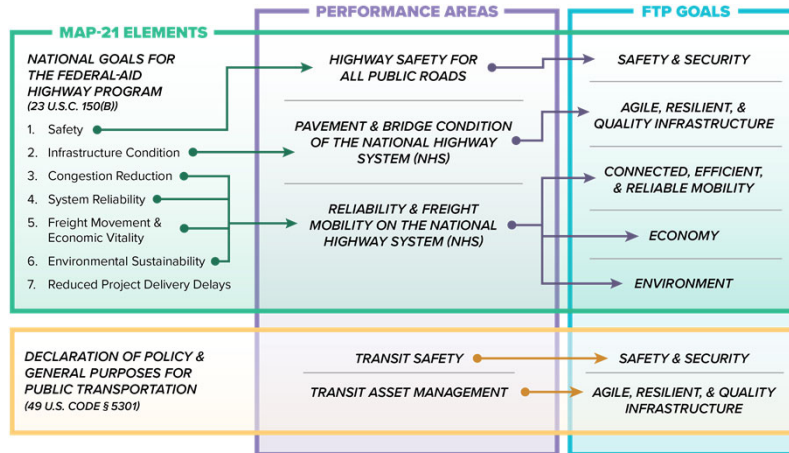 MAP-21 ELEMENTS
PERFORMANCE AREAS
FTP GOALS
NATIONAL GOALS FOR
THE FEDERAL-AID
HIGHWAY PROGRAM
(23 U.S.C. 150(B))
1. Safety
2. Infrastructure Condition
3. Congestion Reduction
4. System Reliability
5. Freight Movement &
Economic Vitality
6. Environmental Sustainability
7. Reduced Project Delivery Delays
HIGHWAY SAFETY FOR
ALL PUBLIC ROADS
PAVEMENT & BRIDGE CONDITION
OF THE NATIONAL HIGHWAY
SYSTEM (NHS)
RELIABILITY & FREIGHT
MOBILITY ON THE NATIONAL
HIGHWAY SYSTEM (NHS)
SAFETY & SECURITY
AGILE, RESILIENT, &
QUALITY INFRASTRUCTURE
CONNECTED, EFFICIENT,
& RELIABLE MOBILITY
ECONOMY
ENVIRONMENT
DECLARATION OF POLICY &
GENERAL PURPOSES FOR
PUBLIC TRANSPORTATION
(49 U.S. CODE § 5301)
TRANSIT SAFETY
TRANSIT ASSET MANAGEMENT
SAFETY & SECURITY
AGILE, RESILIENT, & QUALITY
INFRASTRUCTURE